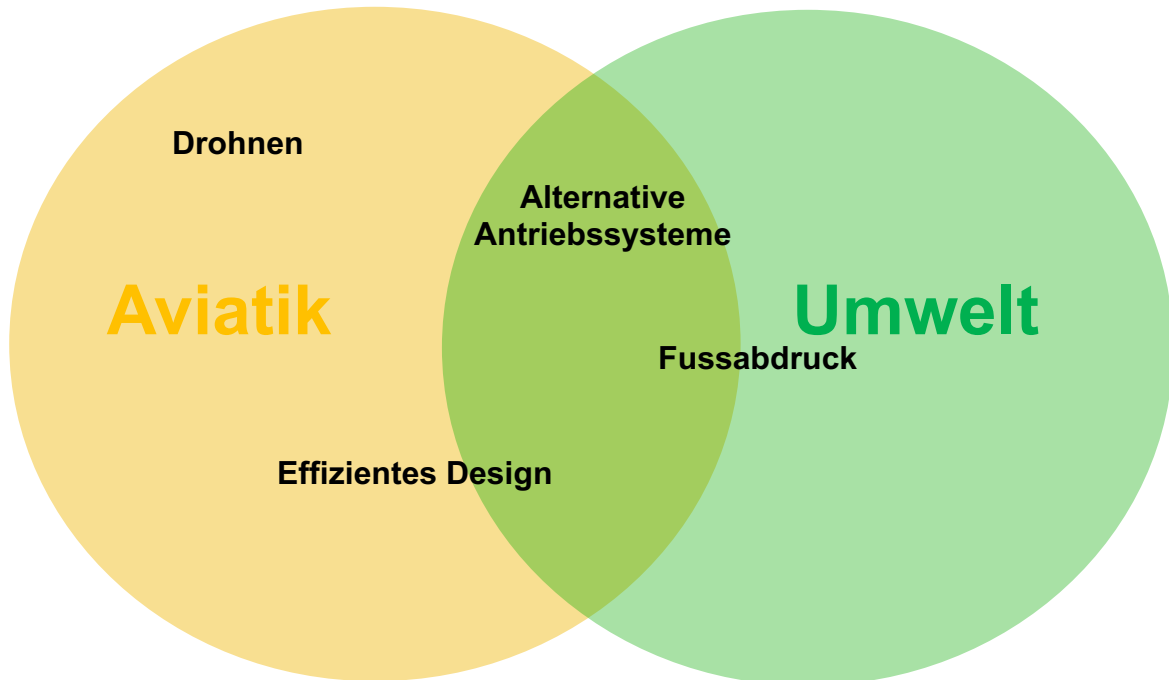 Drohnen
Alternative
Antriebssysteme
Aviatik
Umwelt
Fussabdruck
Effizientes Design